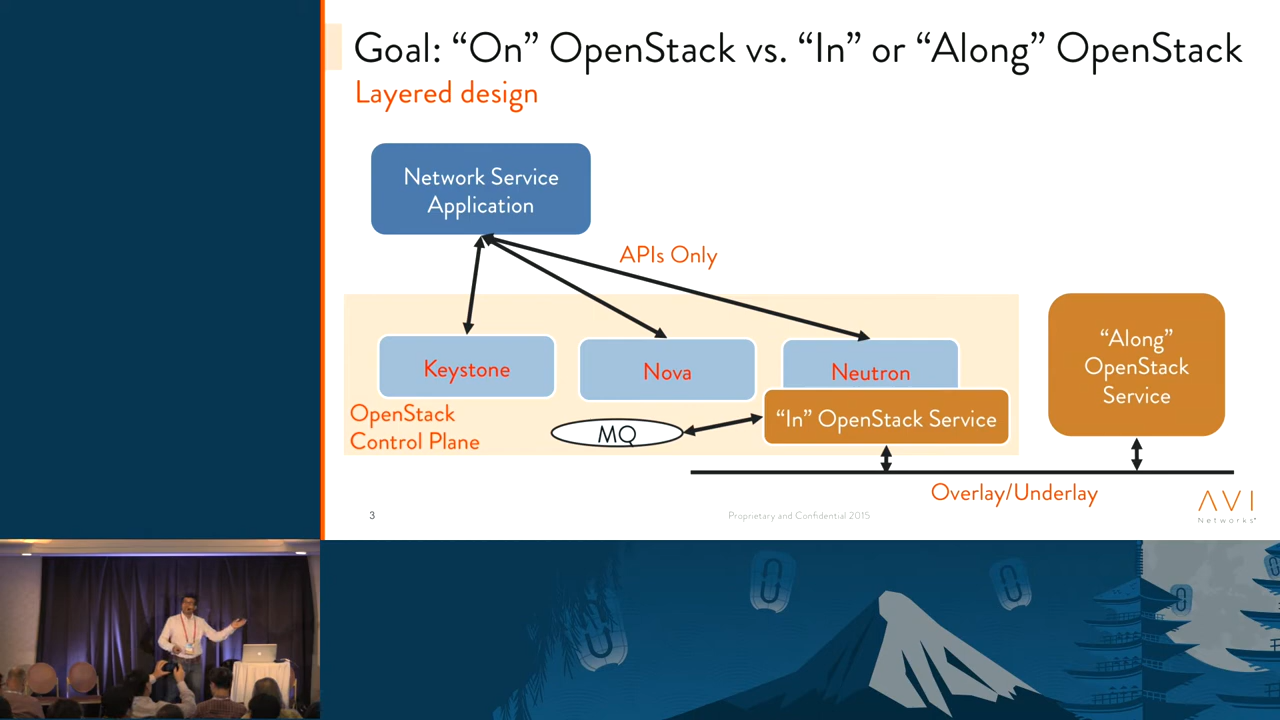 Goal: “On” OpenStack vs. “In” or “Along” OpenStack
Layered design
Network Service
Application
APIs Only
Keystone
Nova
Neutron
“In” OpenStack Service
“Along”
OpenStack
Service
OpenStack
Control Plane
MQ
Overlay/Underlay
3
Proprietary and Confidential 2015
AVI
Networks